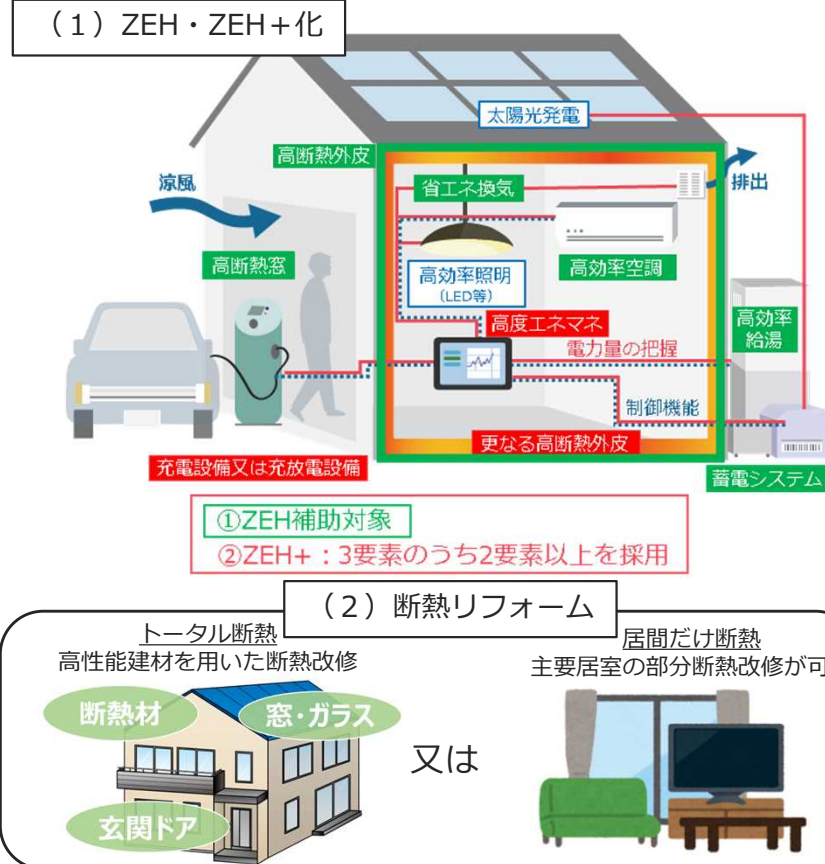 （１）ZEH・ZEH＋化
太陽光発電
高断熱外皮
涼風
省エネ換気
排出
高断熱窓
高効率照明
（LED等）
高効率空調
高度エネマネ
高効率
給湯
電力量の把握
制御機能
更なる高断熱外皮
充電設備又は充放電設備
蓄電システム
①ZEH補助対象
②ZEH+：3要素のうち2要素以上を採用
（２）断熱リフォーム
トータル断熱
高性能建材を用いた断熱改修
居間だけ断熱
主要居室の部分断熱改修が可
断熱材
窓・ガラス
又は
玄関ドア